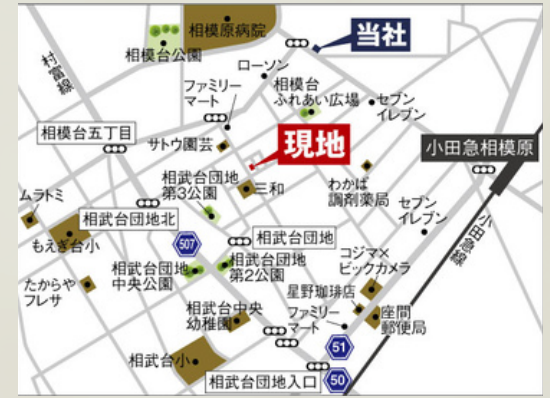 相模原病院
当社
相模台公園
村富線
ローソン
ファミリー
マート
相模台
ふれあい広場
セブン
イレブン
相模台五丁目
サトウ園芸
現地
小田急相模原
相武台団地
第3公園
三和
わかば
調剤薬局
ムラトミ
相武台団地北
セブン
イレブン
もえぎ台小
507
相武台団地
小田急線
相武台団地
中央公園
相武台団地
第2公園
コジマ×
ビックカメラ
たからや
フレサ
星野珈琲店
相武台中央
幼稚園
ファミリー
マート
座間
郵便局
51
相武台小
相武台団地入口
50